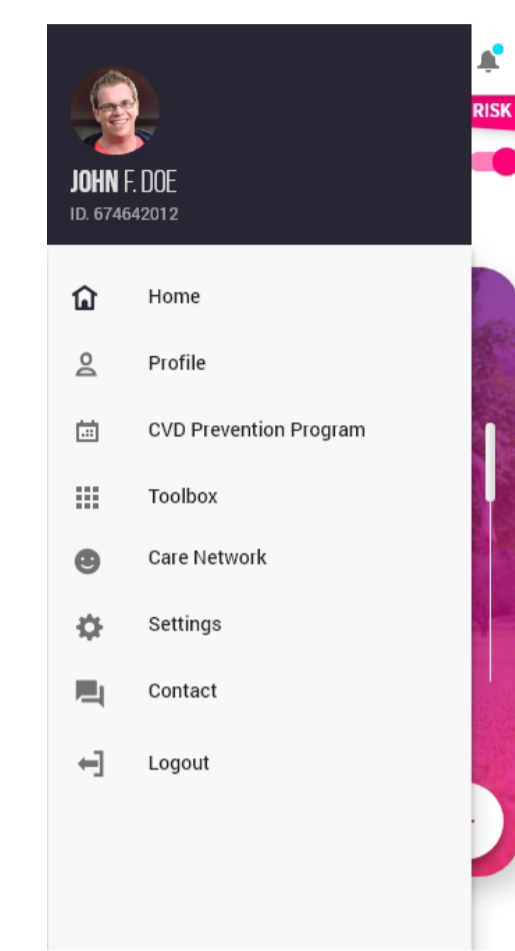 RISK
JOHN F. DOE
ID. 674642012
Home
Profile
CVD Prevention Program
Toolbox
Care Network
Settings
Contact
Logout